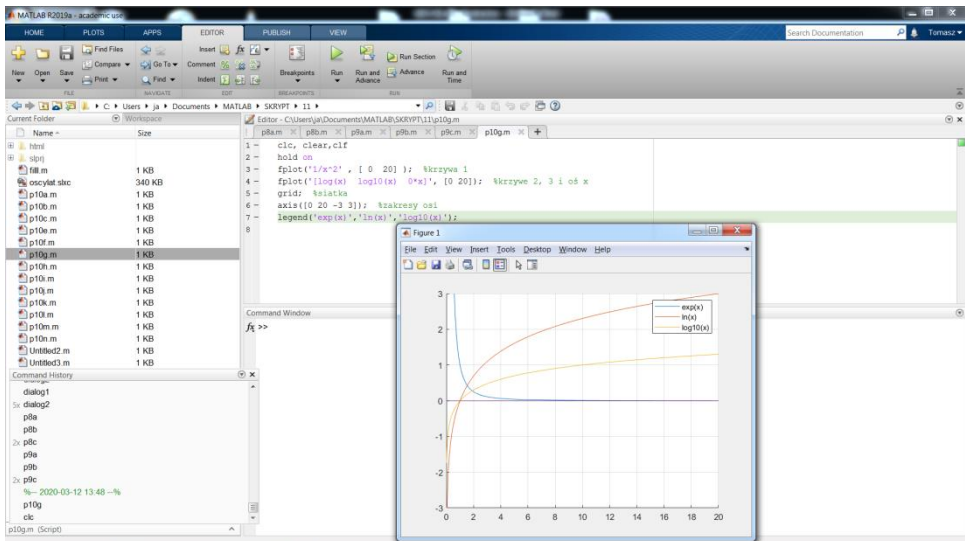 MATLAB R2019a - academic use
HOME PLOTS APPS EDITOR PUBLISH VIEW
Search Documentation Tomasz
New Open Save Find Files Compare Print
Go To Find
Insert fx
Comment
Indent
Breakpoints
Run
Run and Advance
Run Section
Advance
Run and Time
FILE NAVIGATE EDIT BREAKPOINTS RUN
C: Users ja Documents MATLAB SKRYPT 11
Current Folder Workspace
Name Size
html
slprj
fill.m 1 KB
oscylat.slxc 340 KB
p10a.m 1 KB
p10b.m 1 KB
p10c.m 1 KB
p10e.m 1 KB
p10f.m 1 KB
p10g.m 1 KB
p10h.m 1 KB
p10i.m 1 KB
p10j.m 1 KB
p10k.m 1 KB
p10l.m 1 KB
p10m.m 1 KB
p10n.m 1 KB
Untitled2.m 1 KB
Untitled3.m 1 KB
Command History
dialog1
5x dialog2
p8a
p8b
2x p8c
p9a
p9b
2x p9c
%-- 2020-03-12 13:48 --%
p10g
clc
p10g.m (Script)
Editor - C:\Users\ja\Documents\MATLAB\SKRYPT\11\p10g.m
p8a.m p8b.m p9a.m p9b.m p9c.m p10g.m
1 - clc, clear,clf
2 - hold on
3 - fplot('1/x^2' , [ 0 20] ); %krzywa 1
4 - fplot('[log(x) log10(x) 0*x]', [0 20]); %krzywe 2, 3 i oś x
5 - grid; %siatka
6 - axis([0 20 -3 3]); %zakresy osi
7 - legend('exp(x)','ln(x)','log10(x)');
8
Command Window
fx >>
Figure 1
File Edit View Insert Tools Desktop Window Help
exp(x)
ln(x)
log10(x)
3
2
1
0
-1
-2
-3
0 2 4 6 8 10 12 14 16 18 20